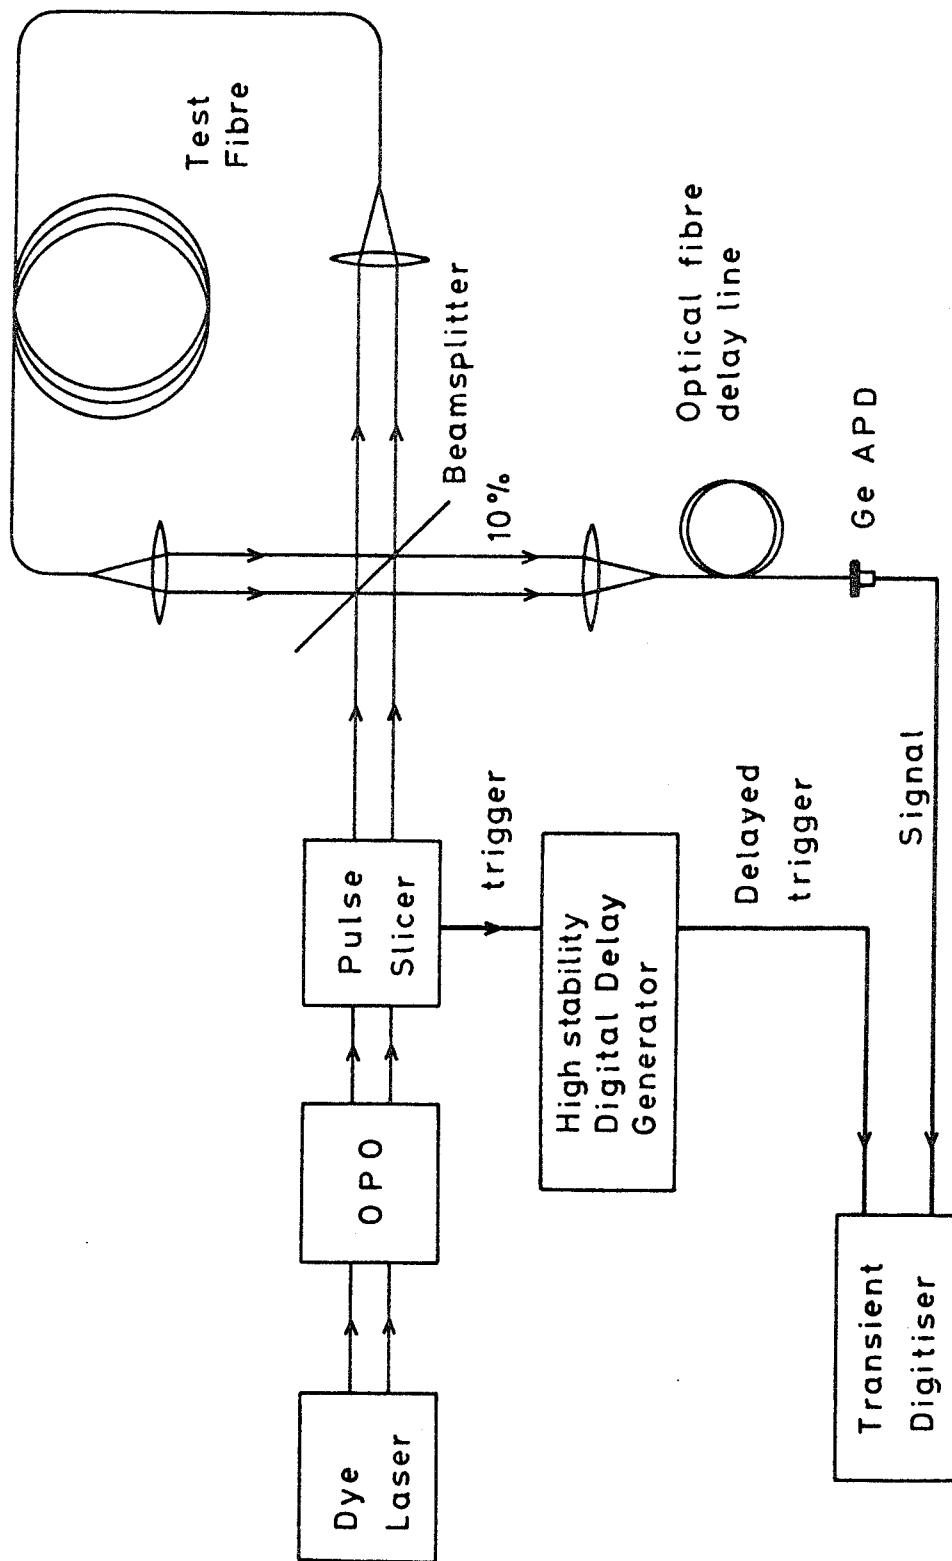 Dye
Laser
OPO
Pulse
Slicer
trigger
High stability
Digital Delay
Generator
Delayed
trigger
Transient
Digitiser
Signal
Beamsplitter
10%
Test
Fibre
Optical fibre
delay line
Ge APD